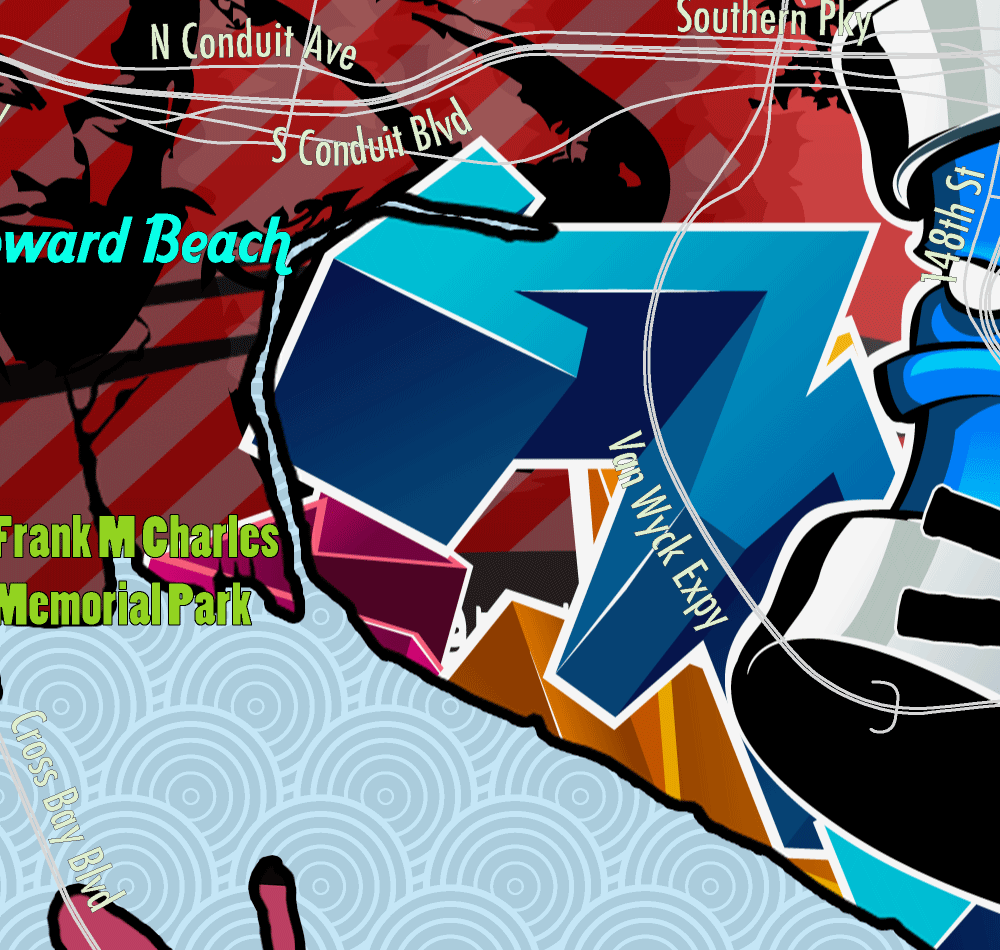 Southern Pky
N Conduit Ave
S Conduit Blvd
148th St
oward Beach
Van Wyck Expy
Frank M Charles
Memorial Park
Cross Bay Blvd